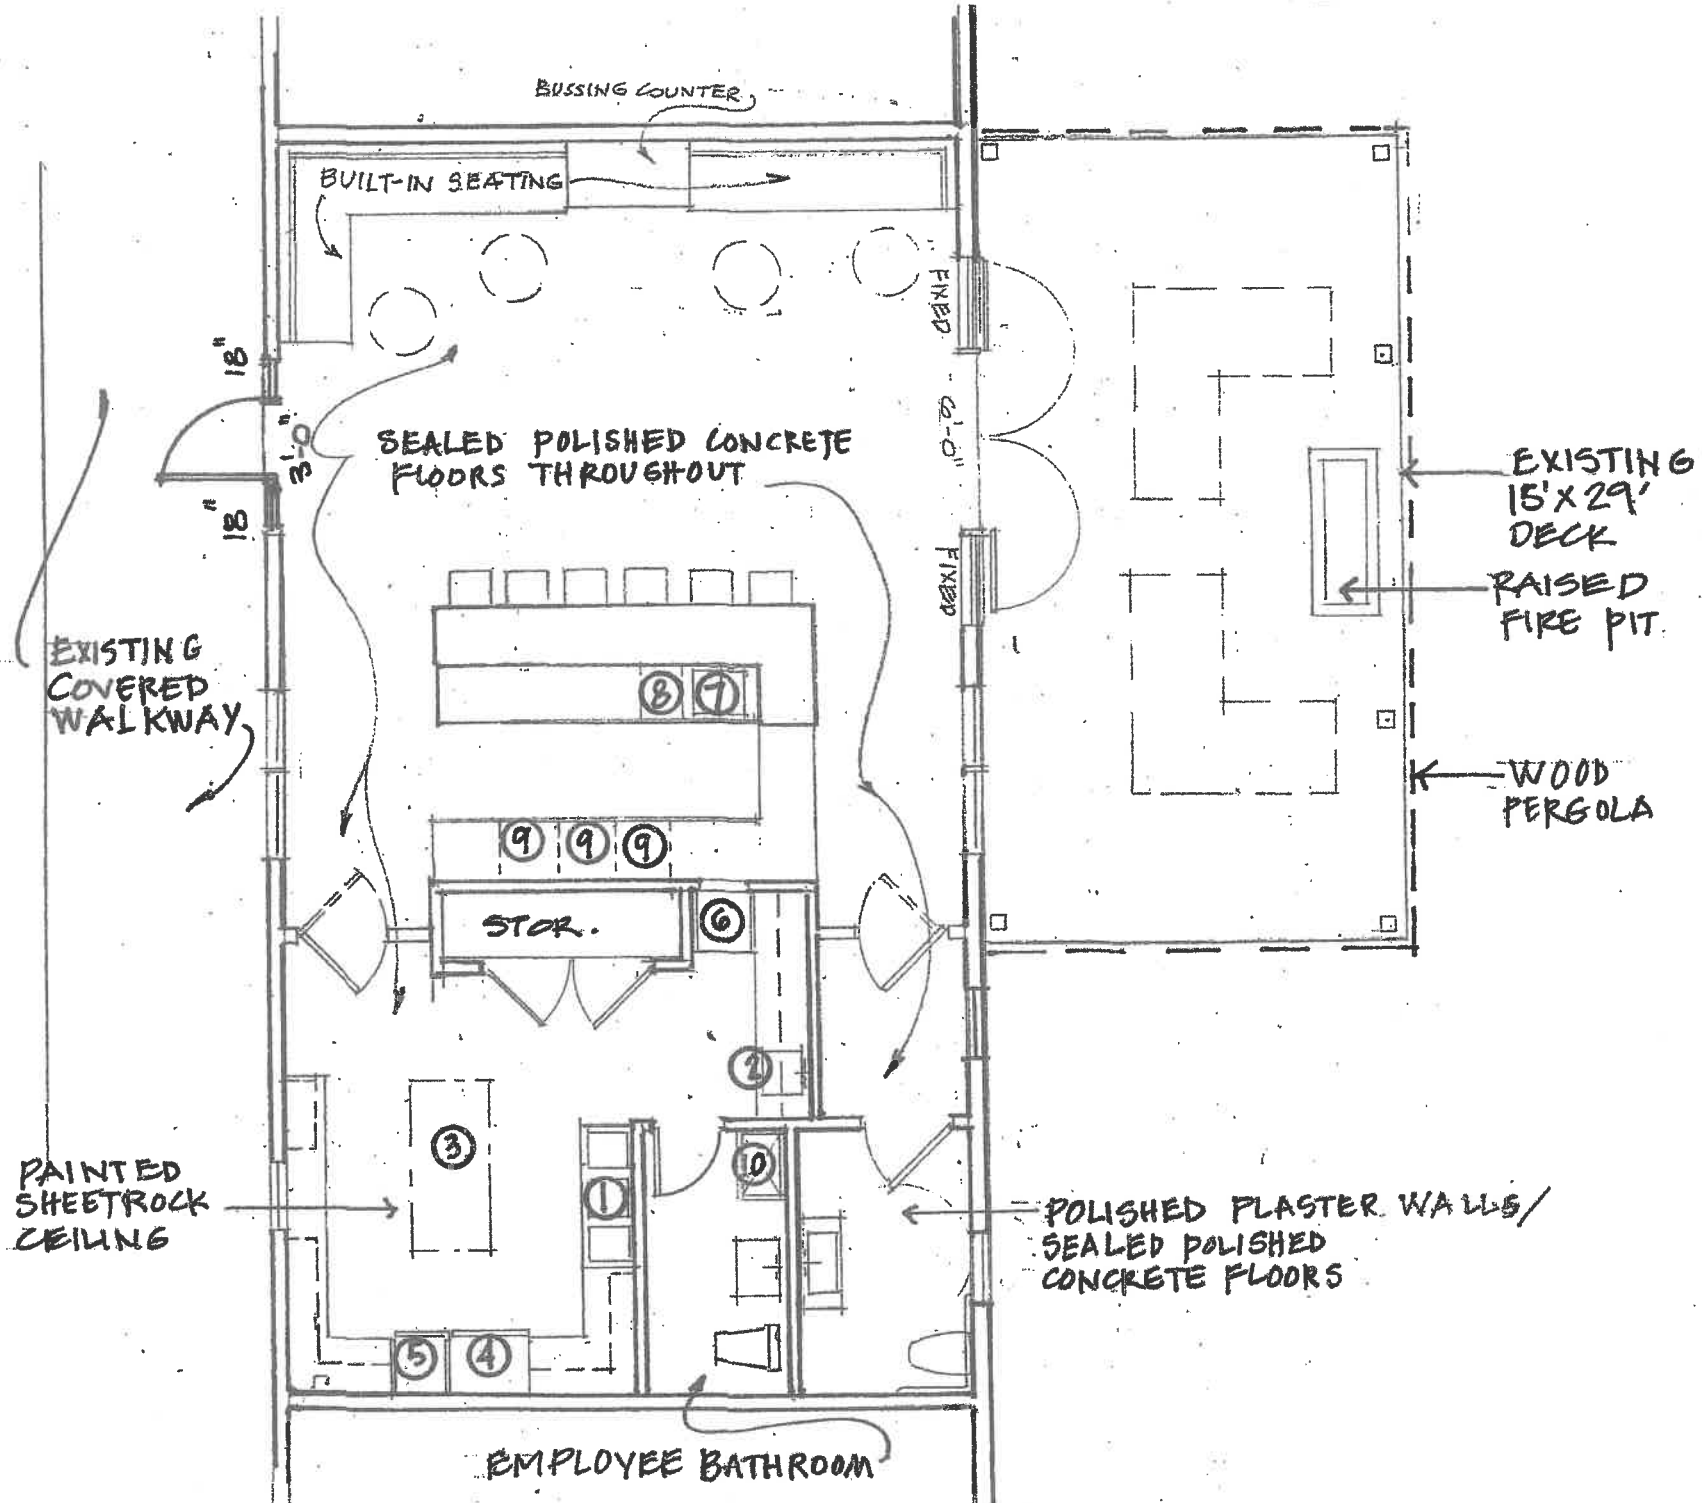 BUSSING COUNTER
BUILT-IN SEATING
FIXED
18"
3'-0"
18"
6'-0"
FIXED
SEALED POLISHED CONCRETE
FLOORS THROUGHOUT
EXISTING
15'X29'
DECK
RAISED
FIRE PIT.
EXISTING
COVERED
WALKWAY
8
7
WOOD
PERGOLA
9
9
9
STOR.
6
2
3
10
1
PAINTED
SHEETROCK
CEILING
POLISHED PLASTER WALLS/
SEALED POLISHED
CONCRETE FLOORS
5
4
EMPLOYEE BATHROOM